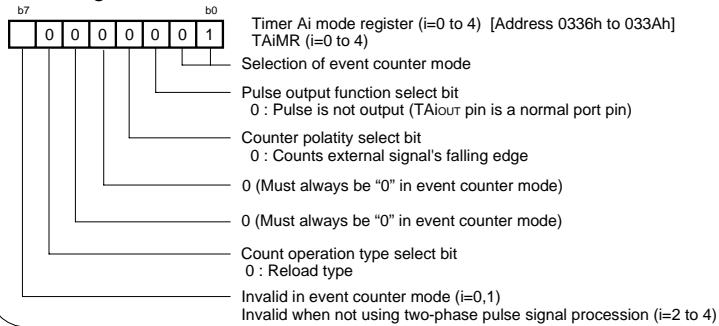 b7 b0
0 0 0 0 0 0 1
Timer Ai mode register (i=0 to 4) [Address 0336h to 033Ah]
TAiMR (i=0 to 4)
Selection of event counter mode
Pulse output function select bit
0 : Pulse is not output (TAiOUT pin is a normal port pin)
Counter polatity select bit
0 : Counts external signal's falling edge
0 (Must always be “0” in event counter mode)
0 (Must always be “0” in event counter mode)
Count operation type select bit
0 : Reload type
Invalid in event counter mode (i=0,1)
Invalid when not using two-phase pulse signal procession (i=2 to 4)